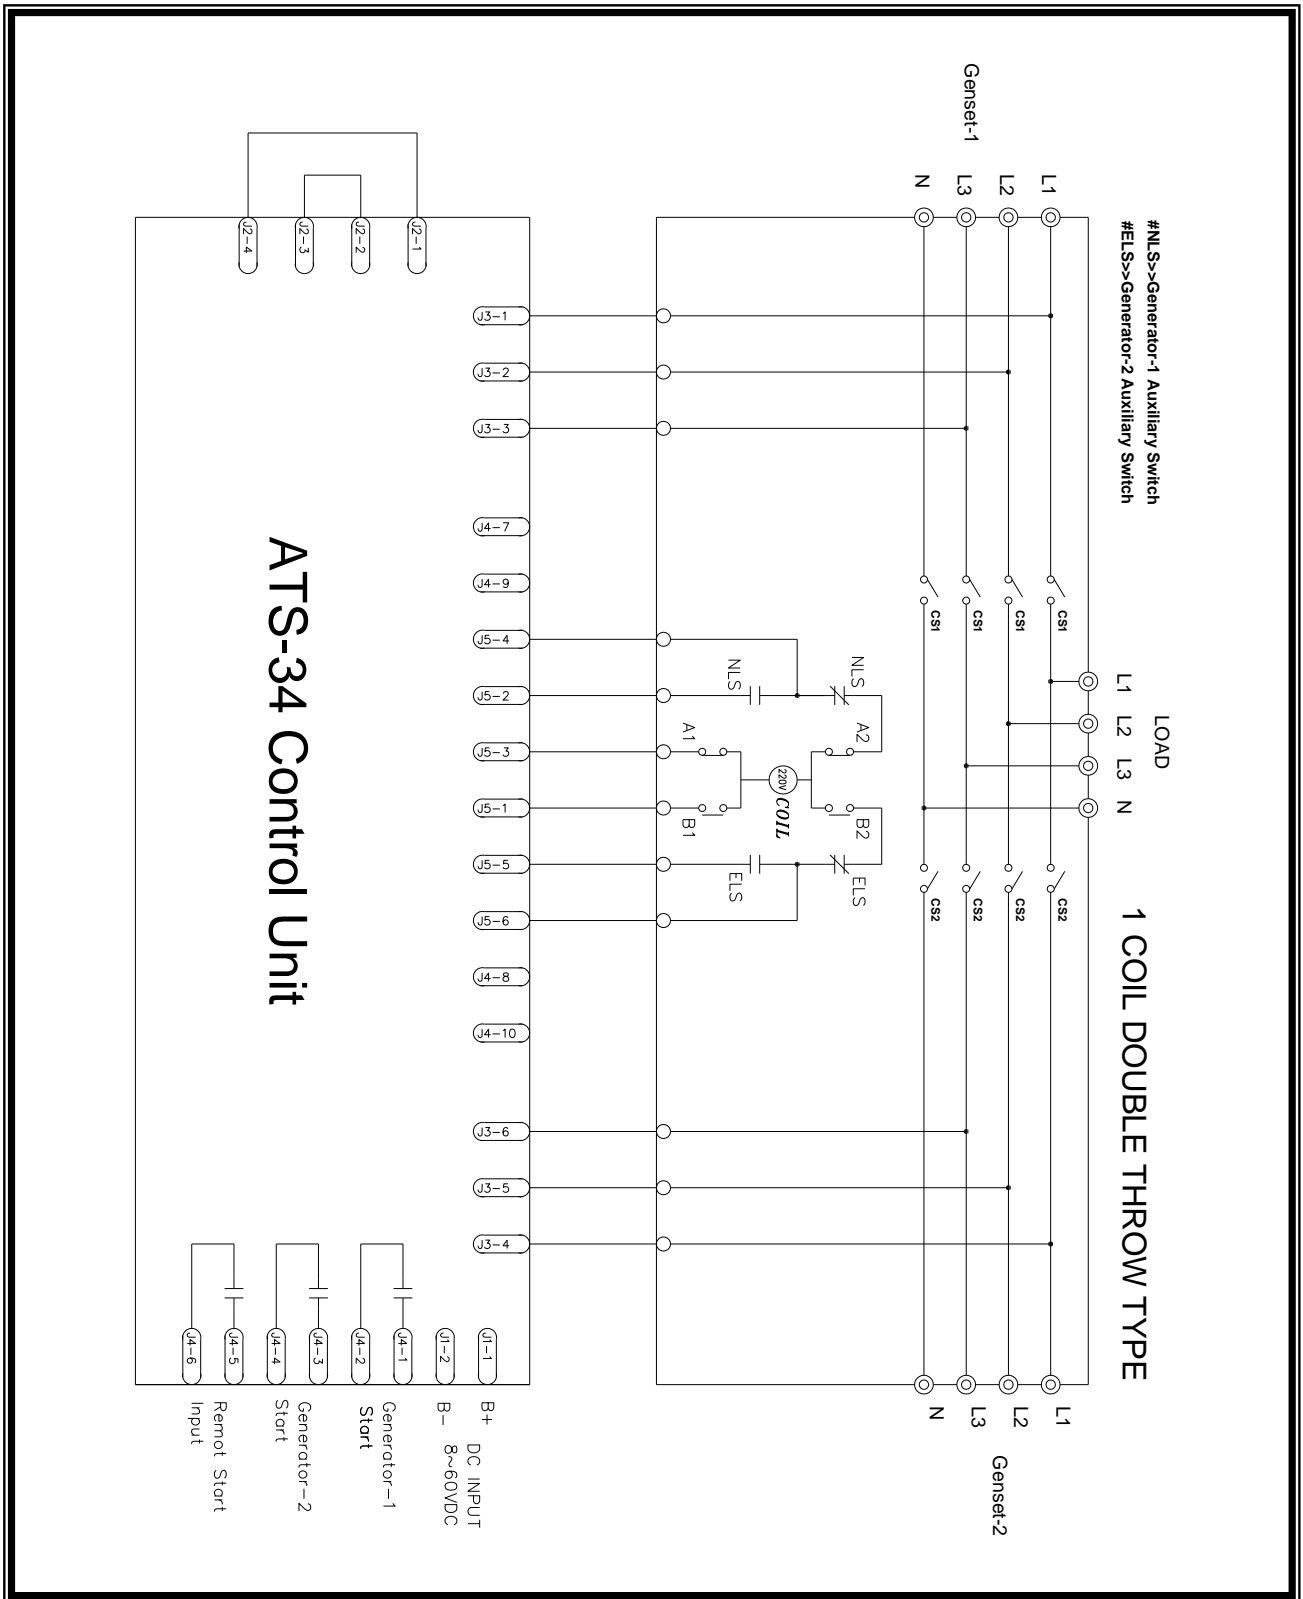 1 COIL DOUBLE THROW TYPE
#NLS>>Generator-1 Auxiliary Switch
#ELS>>Generator-2 Auxiliary Switch
LOAD
L1 L2 L3 N
Genset-1
L1
L2
L3
N
CS1
CS1
CS1
CS1
CS2
CS2
CS2
CS2
L1
L2
L3
N
Genset-2
NLS
A2
B2
ELS
220V
COIL
NLS
A1
B1
ELS
J3-1
J3-2
J3-3
J4-7
J4-9
J5-4
J5-2
J5-3
J5-1
J5-5
J5-6
J4-8
J4-10
J3-6
J3-5
J3-4
J2-1
J2-2
J2-3
J2-4
ATS-34 Control Unit
J1-1
B+
DC INPUT
J1-2
B-
8~60VDC
J4-1
J4-2
Generator-1
Start
J4-3
J4-4
Generator-2
Start
J4-5
J4-6
Remot Start
Input